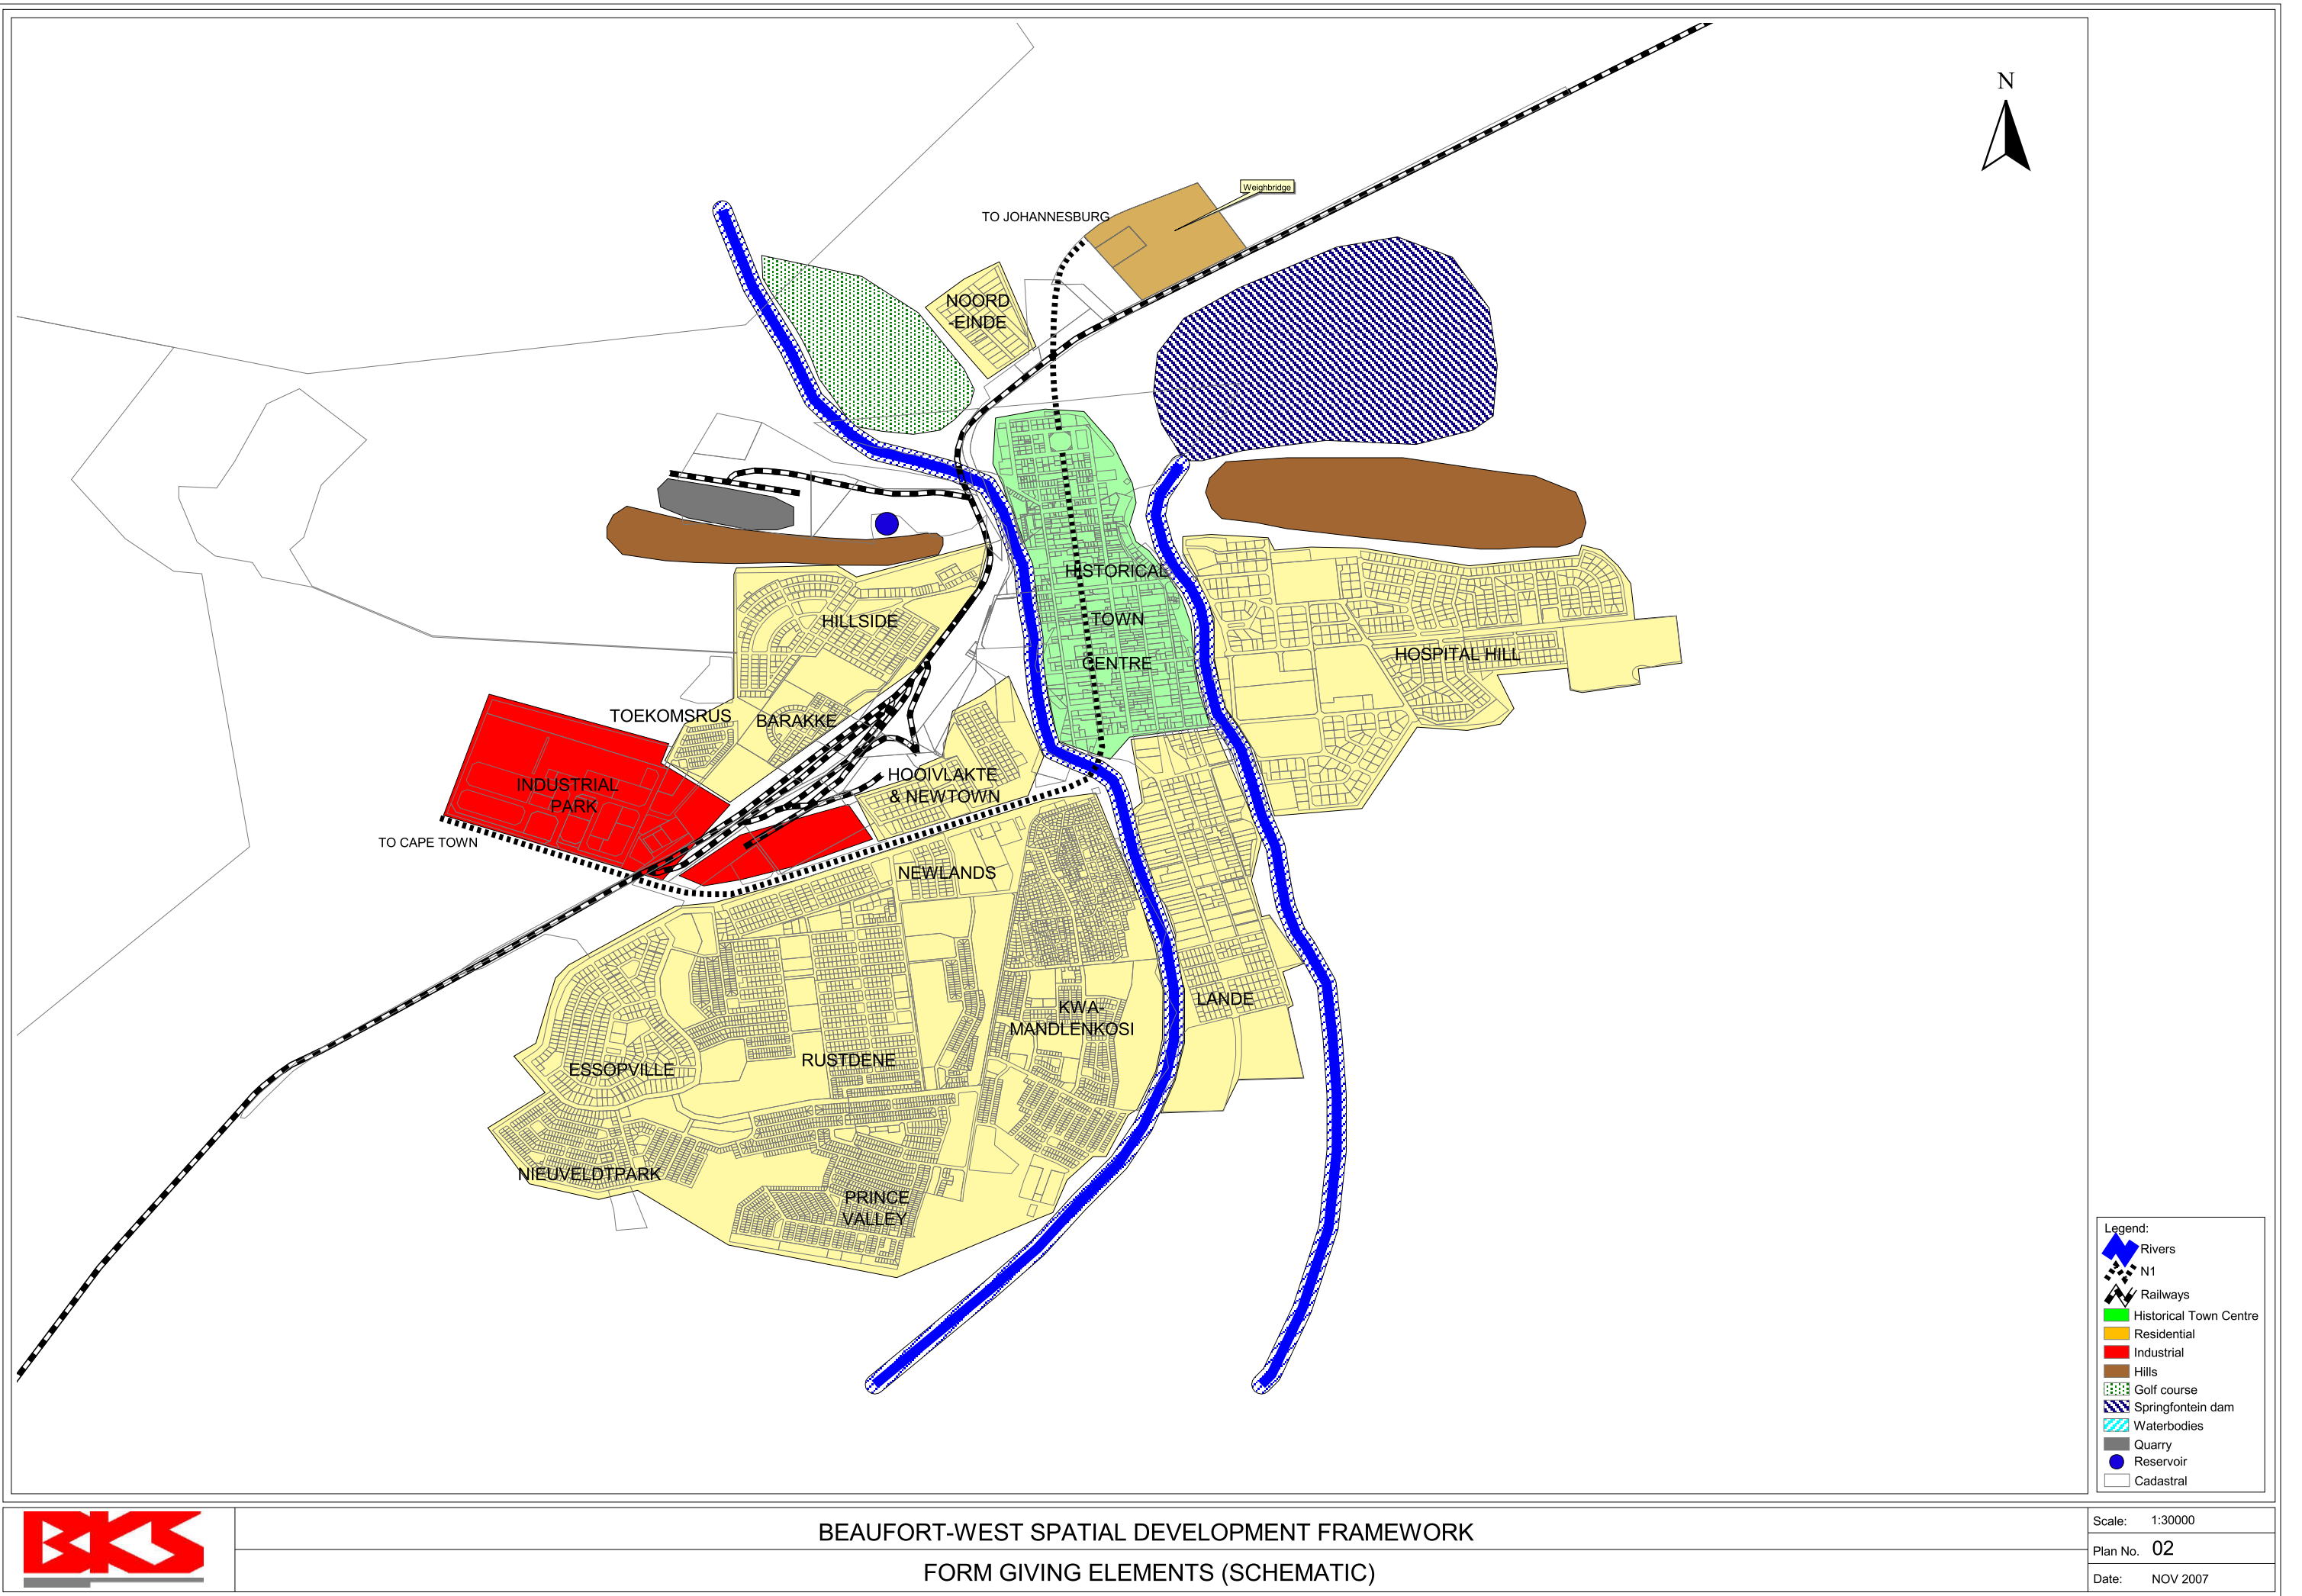 N
Weighbridge
TO JOHANNESBURG
NOORD
-EINDE
HISTORICAL
TOWN
CENTRE
HILLSIDE
HOSPITAL HILL
TOEKOMSRUS
BARAKKE
INDUSTRIAL
PARK
HOOIVLAKTE
& NEWTOWN
TO CAPE TOWN
NEWLANDS
LANDE
KWA-
MANDLENKOSI
RUSTDENE
ESSOPVILLE
NIEUVELDTPARK
PRINCE
VALLEY
Legend:
Rivers
N1
Railways
Historical Town Centre
Residential
Industrial
Hills
Golf course
Springfontein dam
Waterbodies
Quarry
Reservoir
Cadastral
BKS
BEAUFORT-WEST SPATIAL DEVELOPMENT FRAMEWORK
FORM GIVING ELEMENTS (SCHEMATIC)
Scale: 1:30000
Plan No. 02
Date: NOV 2007